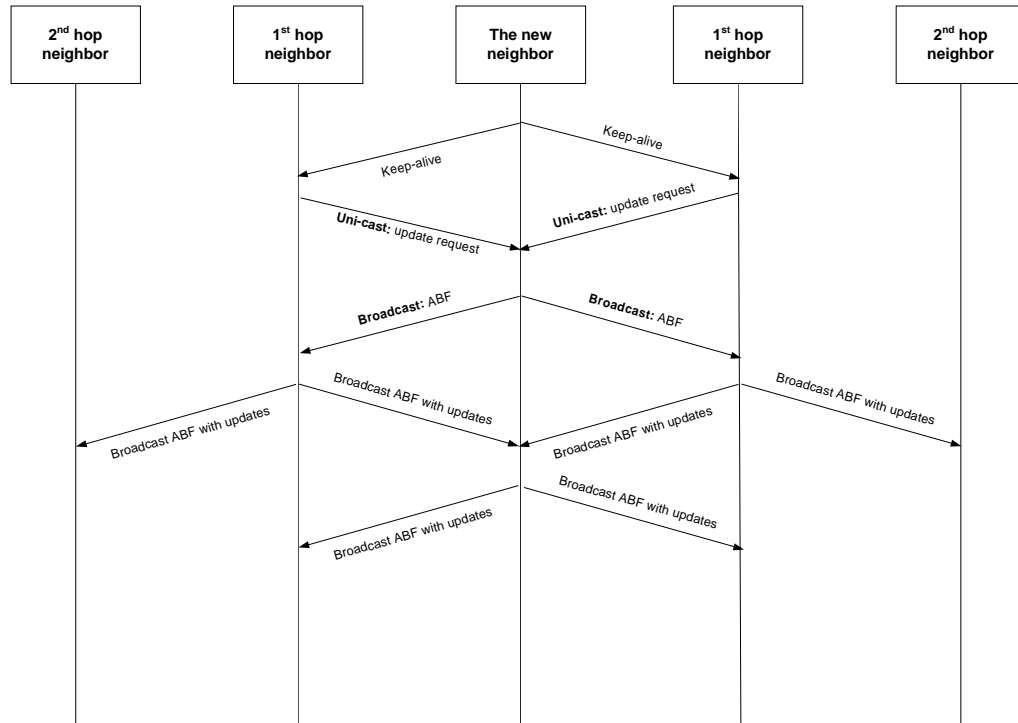 2nd hop
neighbor
1st hop
neighbor
The new
neighbor
1st hop
neighbor
2nd hop
neighbor
Keep-alive
Keep-alive
Uni-cast: update request
Uni-cast: update request
Broadcast: ABF
Broadcast: ABF
Broadcast ABF with updates
Broadcast ABF with updates
Broadcast ABF with updates
Broadcast ABF with updates
Broadcast ABF with updates
Broadcast ABF with updates